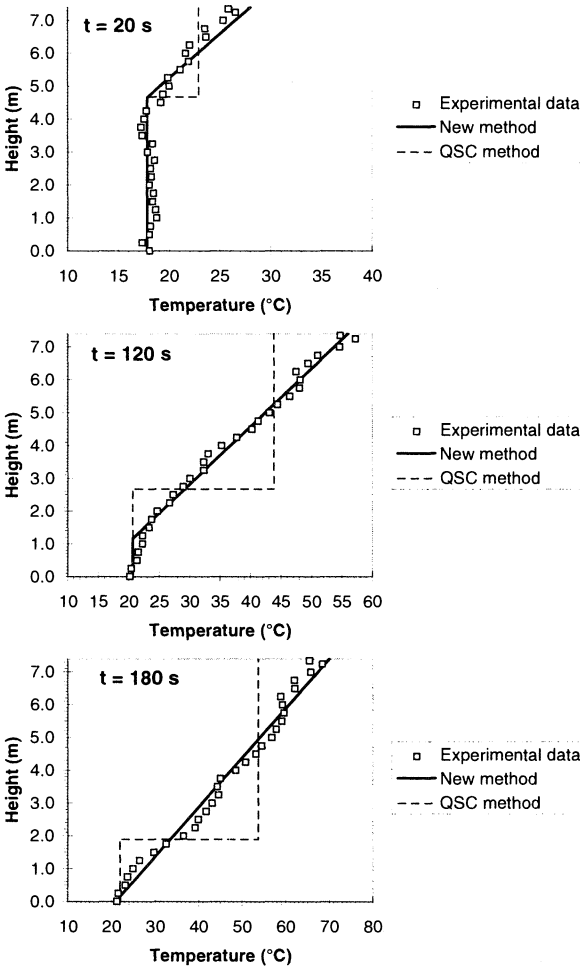 t = 20 s
7.0
6.0
5.0
4.0
3.0
2.0
1.0
0.0
Height (m)
10 15 20 25 30 35 40
Temperature (°C)
Experimental data
New method
QSC method
t = 120 s
7.0
6.0
5.0
4.0
3.0
2.0
1.0
0.0
Height (m)
10 15 20 25 30 35 40 45 50 55 60
Temperature (°C)
Experimental data
New method
QSC method
t = 180 s
7.0
6.0
5.0
4.0
3.0
2.0
1.0
0.0
Height (m)
10 20 30 40 50 60 70 80
Temperature (°C)
Experimental data
New method
QSC method